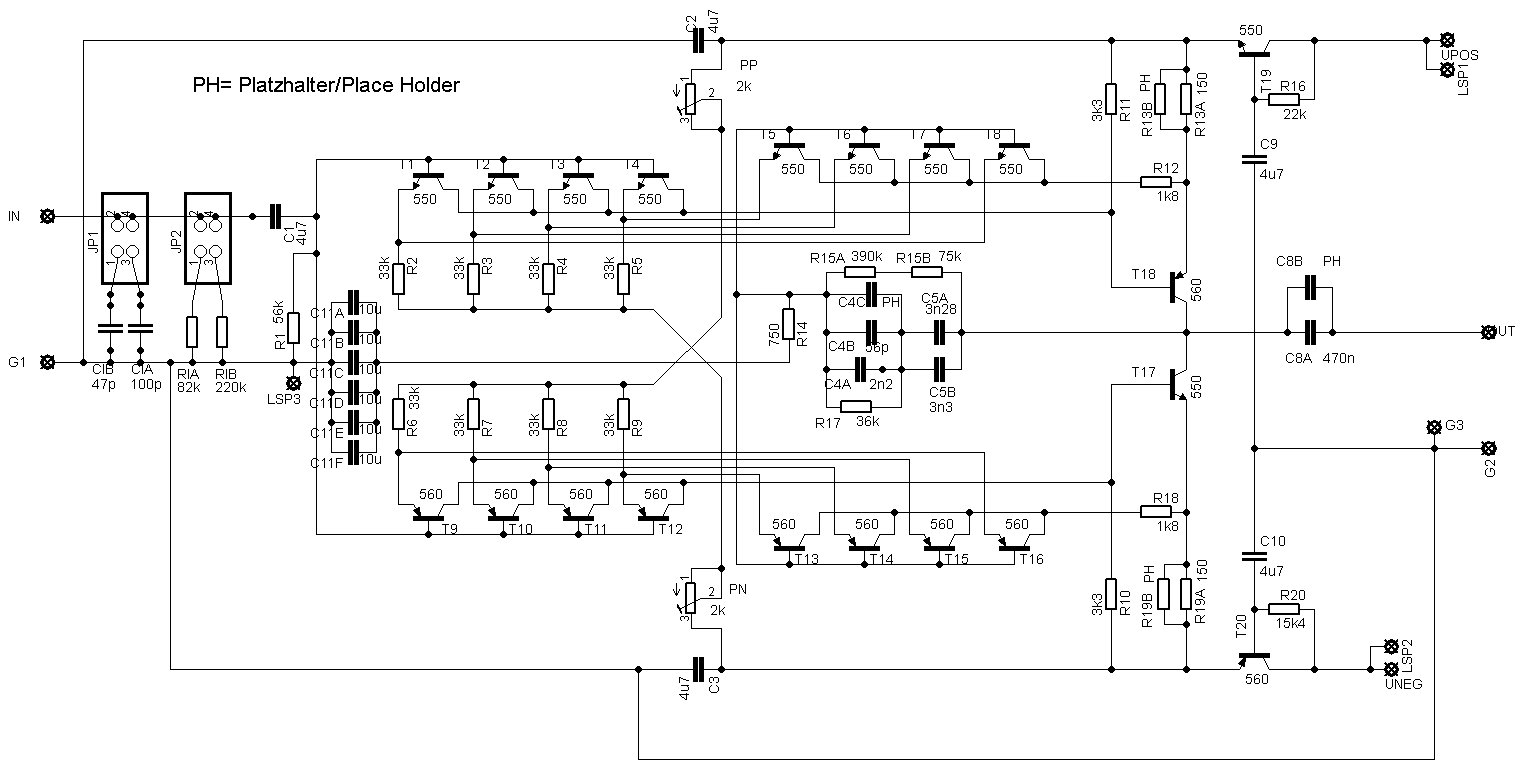 C2
4u7
550
UPOS
LSP1
PH= Platzhalter/Place Holder
PP
2k
1
2
3
3k3
R11
R13B
PH
R13A
150
T19
R16
22k
T5
T6
T7
T8
550
550
550
550
C9
4u7
T1
T2
T3
T4
550
550
550
550
R12
1k8
IN
JP1
2
4
1
3
JP2
2
4
1
3
C1
4u7
33k
R2
33k
R3
33k
R4
33k
R5
R15A
390k
R15B
75k
T18
560
C8B
PH
C4C
PH
C5A
3n28
R1
56k
C11A
10u
C11B
10u
C11C
10u
C11D
10u
C11E
10u
C11F
10u
750
R14
C4B
56p
C4A
2n2
C5B
3n3
R17
36k
C8A
470n
UT
G1
CIB
47p
CIA
100p
RIA
82k
RIB
220k
LSP3
T17
550
33k
R6
33k
R7
33k
R8
33k
R9
G3
G2
560
560
560
560
T9
T10
T11
T12
R18
1k8
560
560
560
560
T13
T14
T15
T16
C10
4u7
1
2
3
PN
2k
3k3
R10
R19B
PH
R19A
150
T20
R20
15k4
560
LSP2
UNEG
4u7
C3